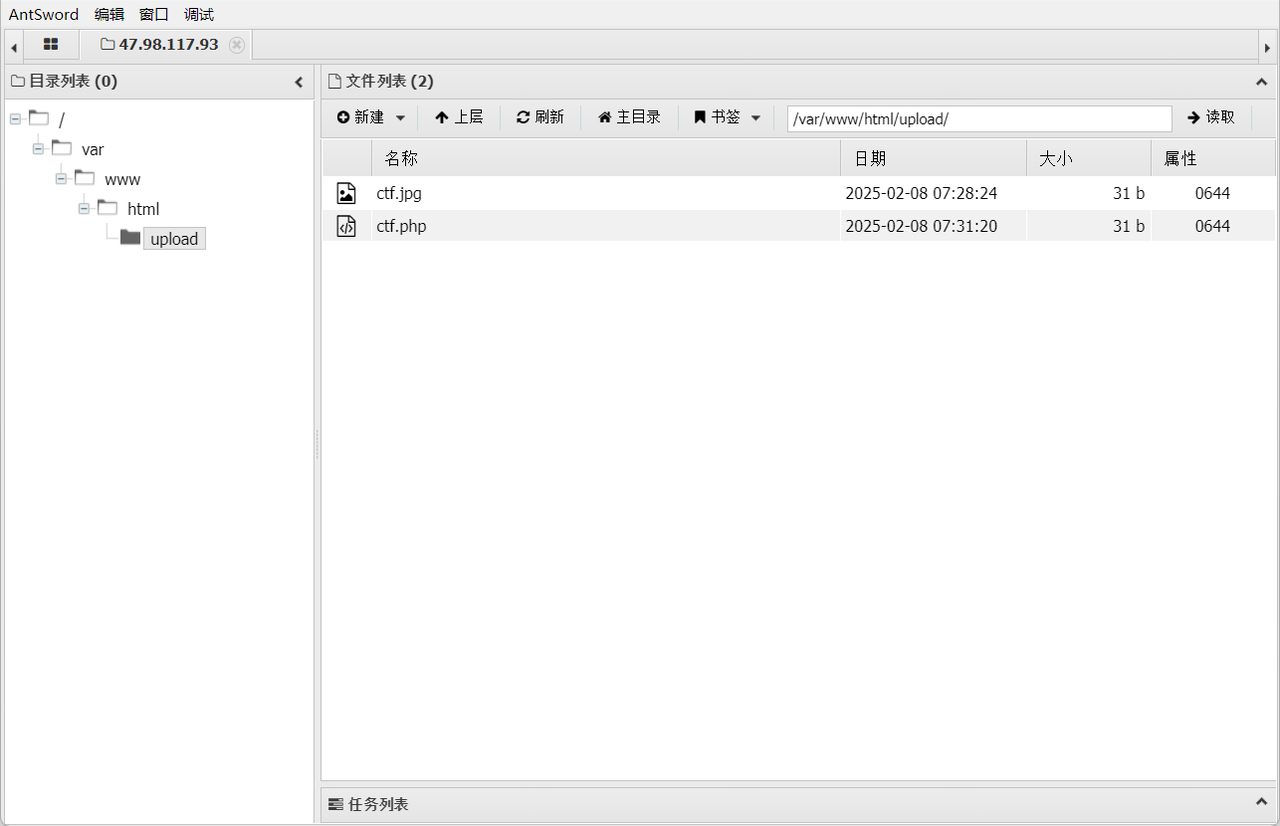 AntSword 编辑 窗口 调试
47.98.117.93
目录列表 (0)
/
var
www
html
upload
文件列表 (2)
新建 上层 刷新 主目录 书签 /var/www/html/upload/ 读取
名称 日期 大小 属性
ctf.jpg 2025-02-08 07:28:24 31 b 0644
ctf.php 2025-02-08 07:31:20 31 b 0644
任务列表